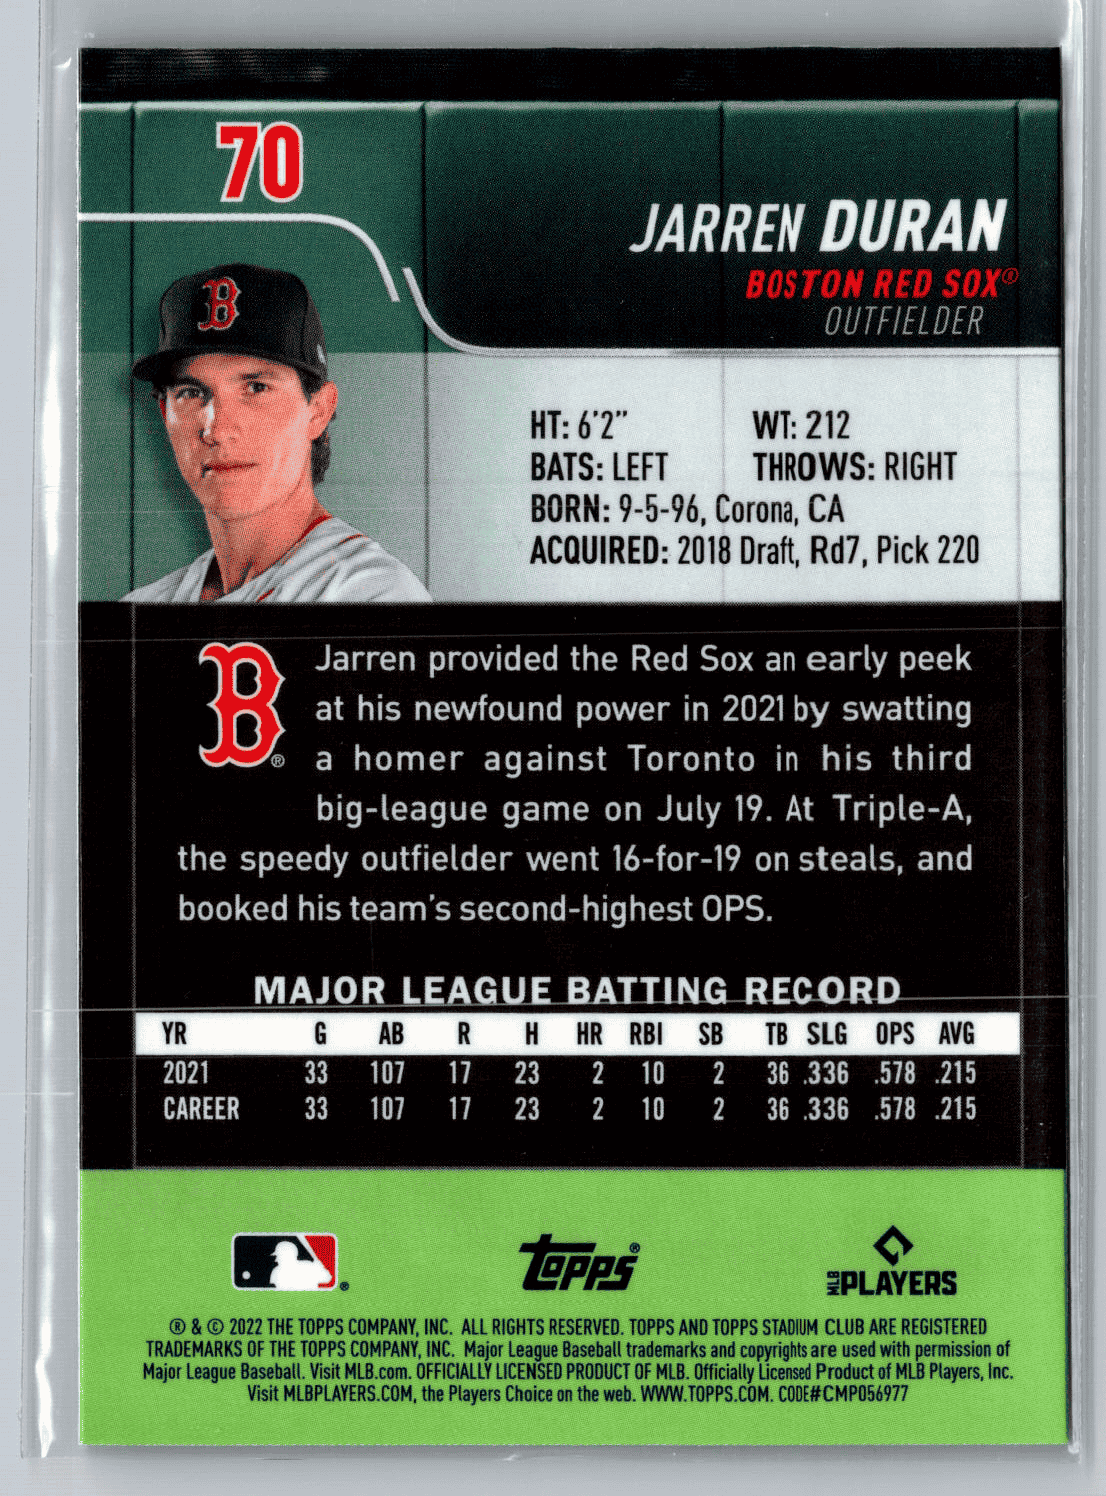 70
JARREN DURAN
BOSTON RED SOX®
OUTFIELDER
B
HT: 6'2" WT: 212
BATS: LEFT THROWS: RIGHT
BORN: 9-5-96, Corona, CA
ACQUIRED: 2018 Draft, Rd7, Pick 220
B®
Jarren provided the Red Sox an early peek
at his newfound power in 2021 by swatting
a homer against Toronto in his third
big-league game on July 19. At Triple-A,
the speedy outfielder went 16-for-19 on steals, and
booked his team's second-highest OPS.
MAJOR LEAGUE BATTING RECORD
YR G AB R H HR RBI SB TB SLG OPS AVG
2021 33 107 17 23 2 10 2 36 .336 .578 .215
CAREER 33 107 17 23 2 10 2 36 .336 .578 .215
® Topps® MLB PLAYERS
® & © 2022 THE TOPPS COMPANY, INC. ALL RIGHTS RESERVED. TOPPS AND TOPPS STADIUM CLUB ARE REGISTERED
TRADEMARKS OF THE TOPPS COMPANY, INC. Major League Baseball trademarks and copyrights are used with permission of
Major League Baseball. Visit MLB.com. OFFICIALLY LICENSED PRODUCT OF MLB. Officially Licensed Product of MLB Players, Inc.
Visit MLBPLAYERS.COM, the Players Choice on the web. WWW.TOPPS.COM. CODE#CMP056977